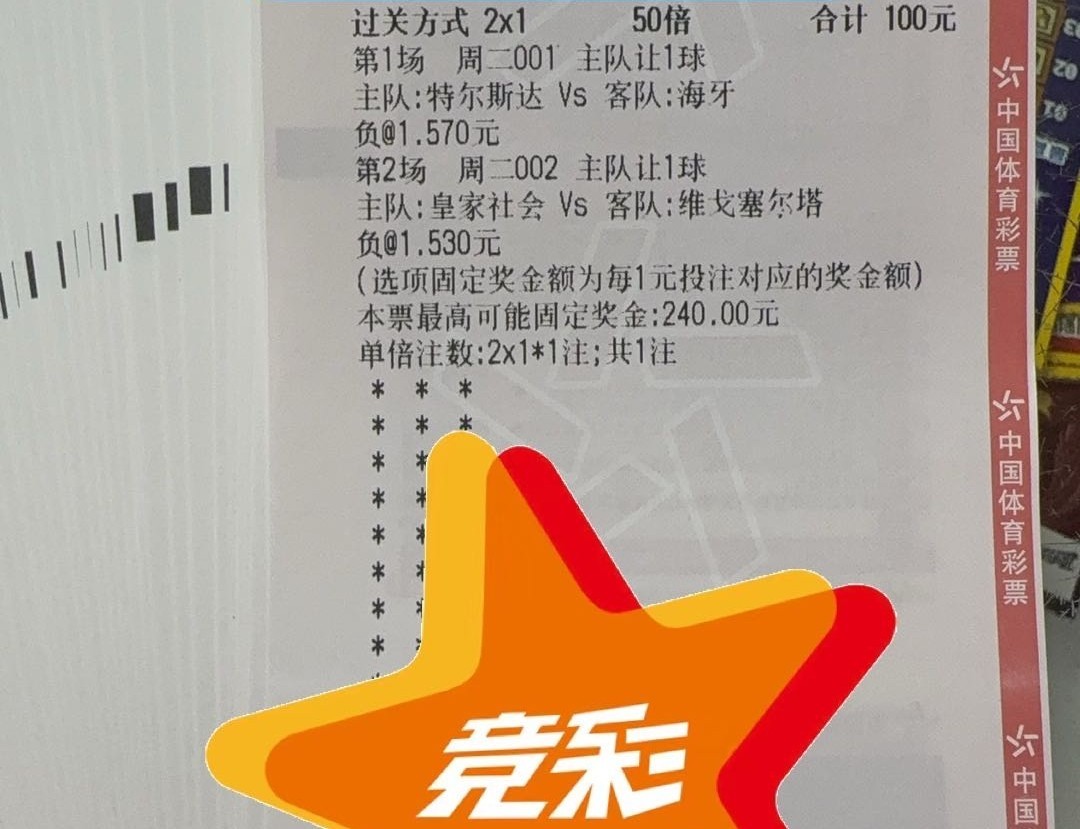 过关方式 2x1 50倍 合计 100元
第1场 周二001 主队让1球
主队:特尔斯达 Vs 客队:海牙
负@1.570元
第2场 周二002 主队让1球
主队:皇家社会 Vs 客队:维戈塞尔塔
负@1.530元
(选项固定奖金额为每1元投注对应的奖金额)
本票最高可能固定奖金:240.00元
单倍注数:2x1*1注;共1注
* * *
* * *
* *
* *
* *
* *
* *
*
竞彩
中国体育彩票
中国体育彩票
中国
03
02
01